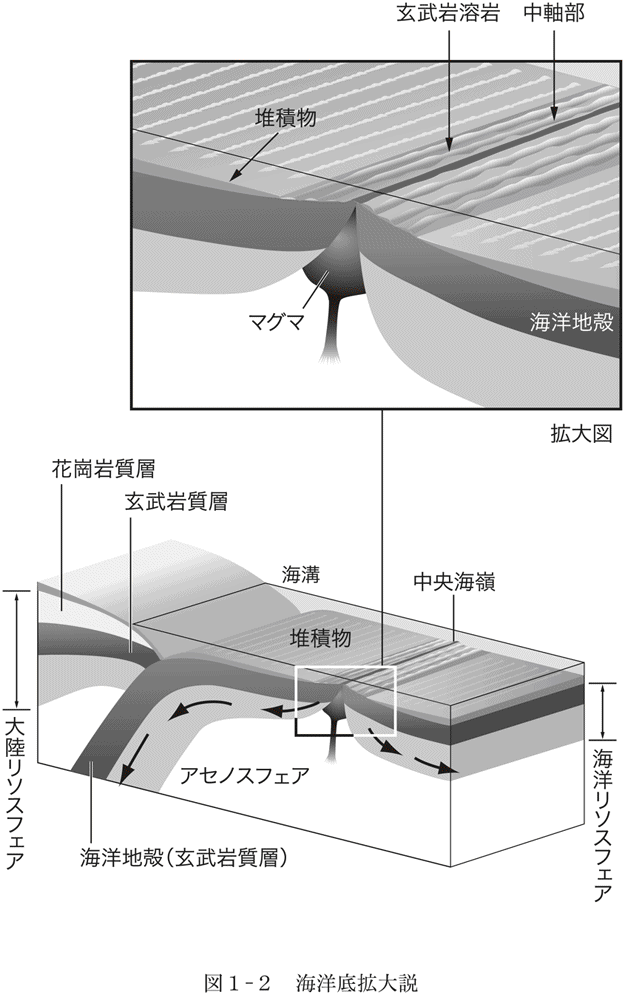 玄武岩溶岩
中軸部
堆積物
マグマ
海洋地殻
拡大図
花崗岩質層
玄武岩質層
海溝
中央海嶺
堆積物
大陸リソスフェア
アセノスフェア
海洋リソスフェア
海洋地殻(玄武岩質層)
図1-2 海洋底拡大説